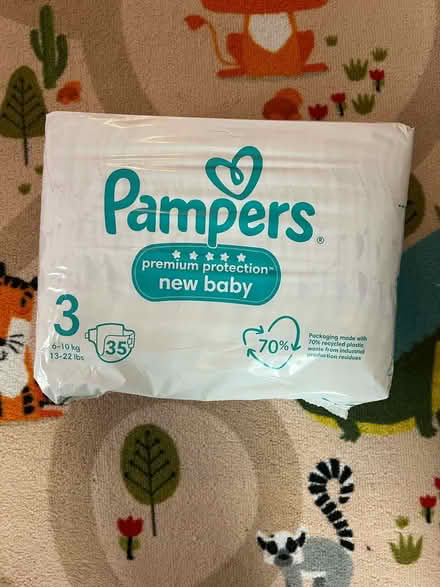 Pampers®
premium protection™
new baby
3
6-10 kg
13-22 lbs
35
70%
Packaging made with
70% recycled plastic
waste from industrial
production residues